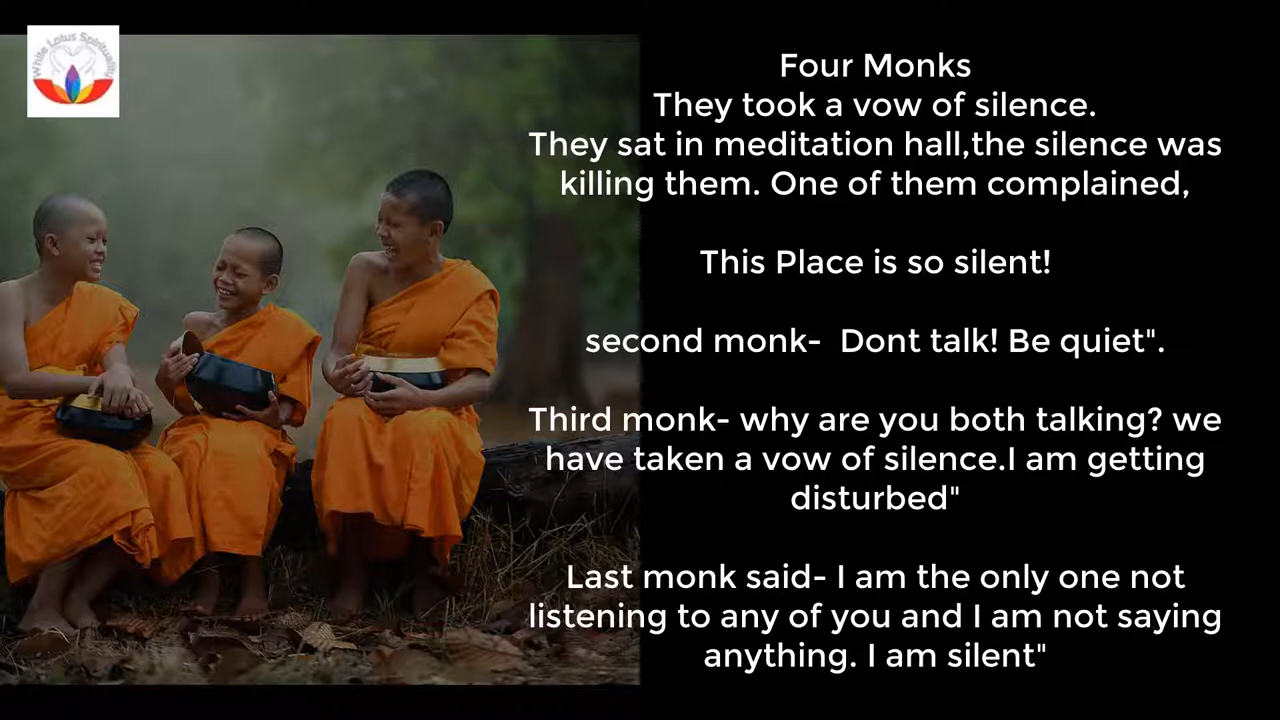 White Lotus Spirituality
Four Monks
They took a vow of silence.
They sat in meditation hall,the silence was
killing them. One of them complained,
This Place is so silent!
second monk-  Dont talk! Be quiet".
Third monk- why are you both talking? we
have taken a vow of silence.I am getting
disturbed"
Last monk said- I am the only one not
listening to any of you and I am not saying
anything. I am silent"